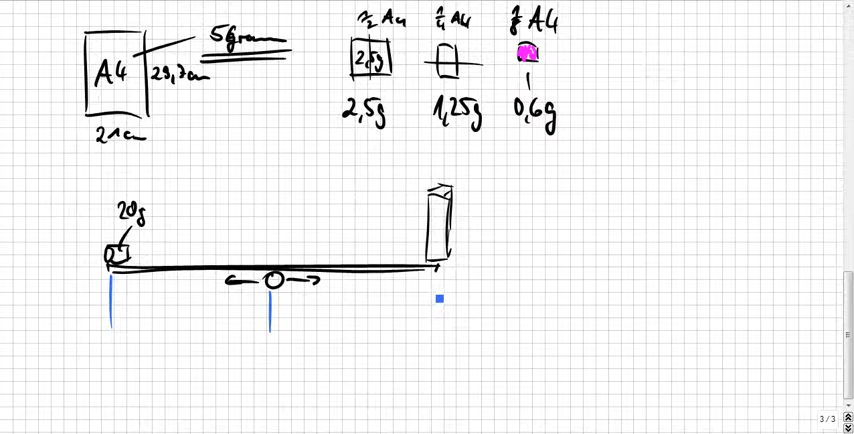 5Gramm
A4
29,7cm
21cm
1/2 A4
1/4 A4
1/8 A4
2,5g
2,5g
1,25g
0,6g
20g
3/3